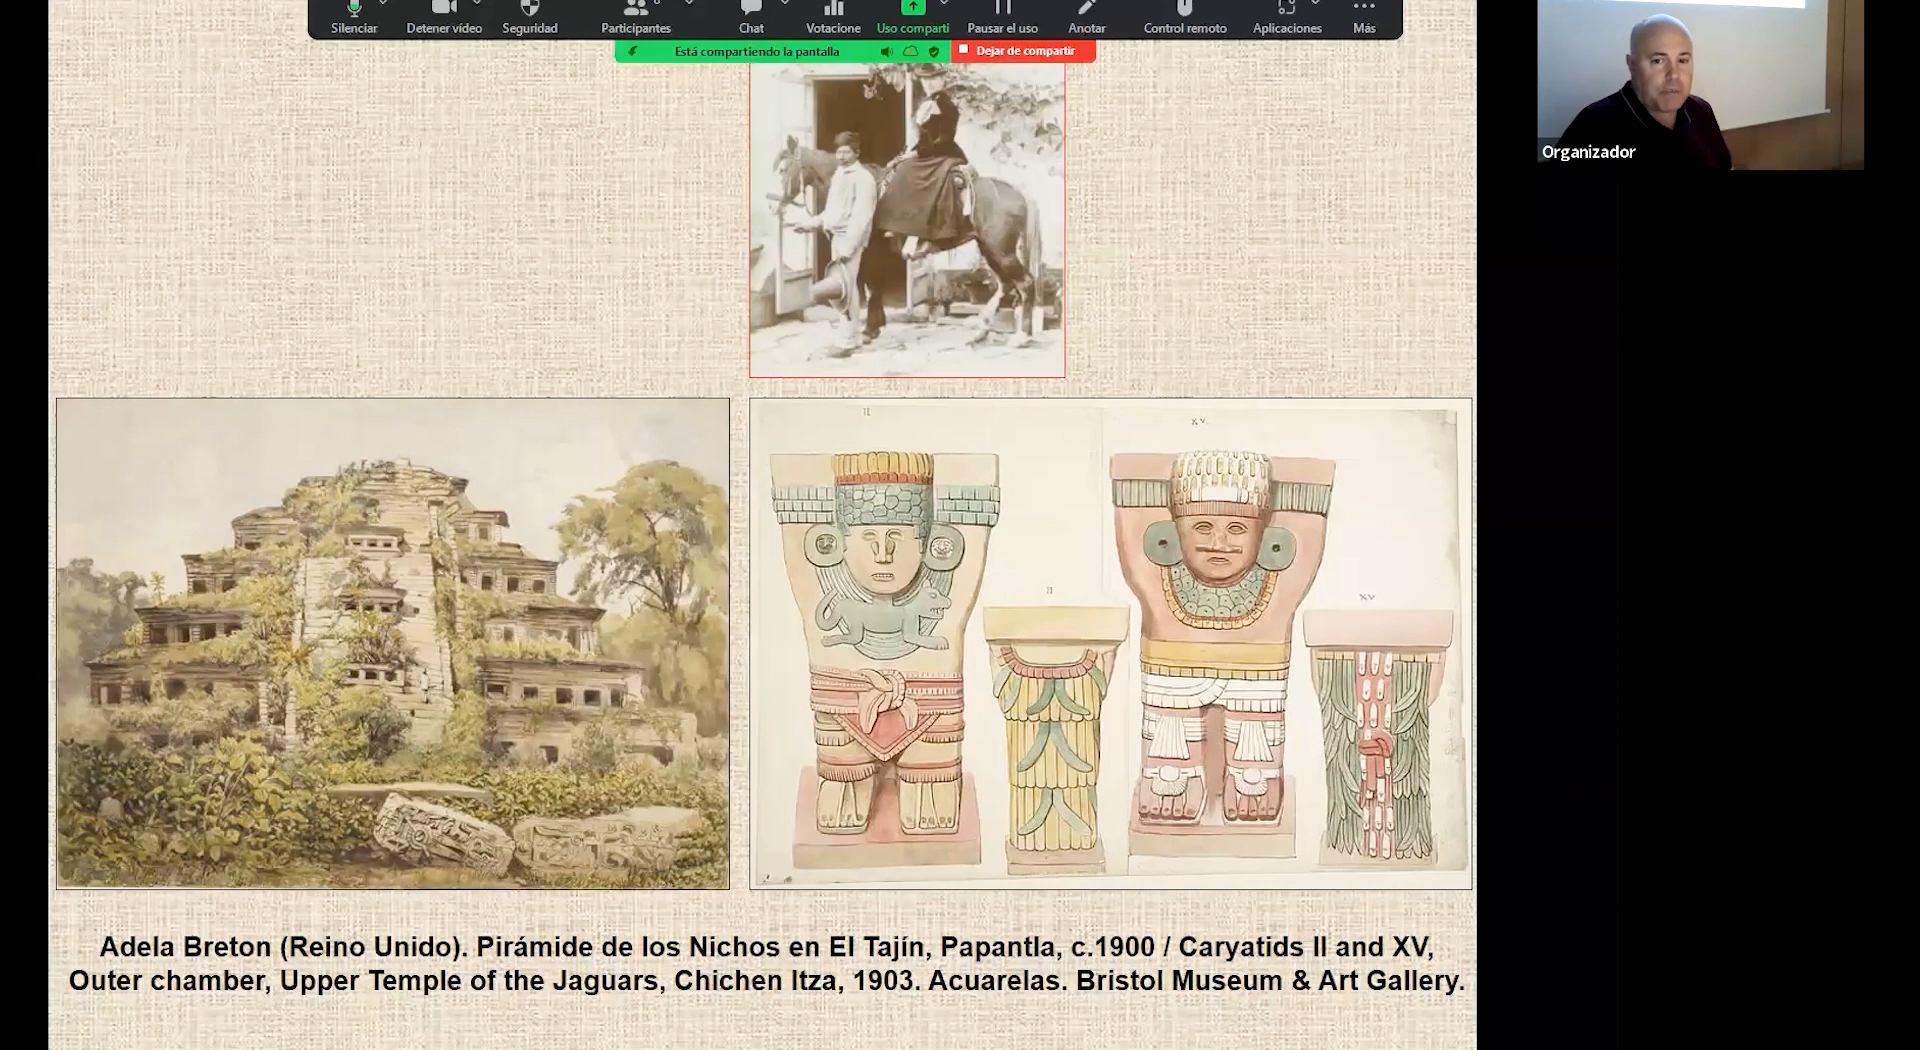 Silenciar
Detener vídeo
Seguridad
Participantes
Chat
Votacione
Uso comparti
Pausar el uso
Anotar
Control remoto
Aplicaciones
Más
Está compartiendo la pantalla
Dejar de compartir
Organizador
II
XV.
II
XV
Adela Breton (Reino Unido). Pirámide de los Nichos en El Tajín, Papantla, c.1900 / Caryatids II and XV,
Outer chamber, Upper Temple of the Jaguars, Chichen Itza, 1903. Acuarelas. Bristol Museum & Art Gallery.